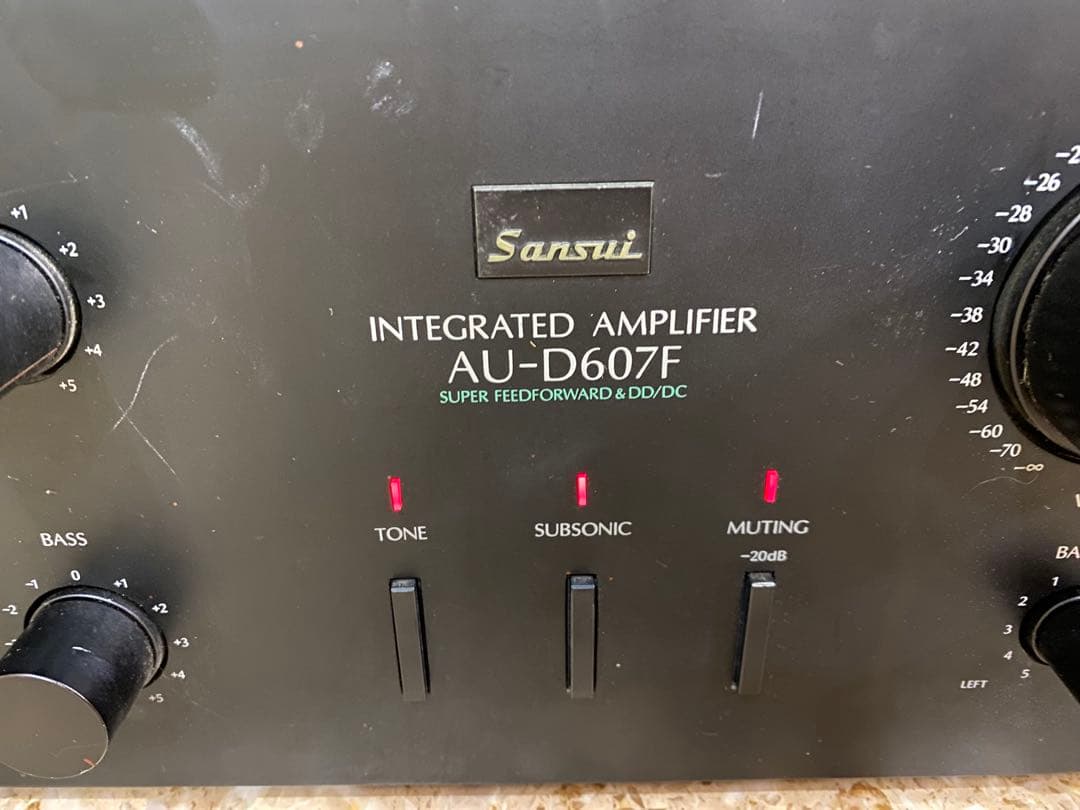 Sansui
INTEGRATED AMPLIFIER
AU-D607F
SUPER FEEDFORWARD & DD/DC
+1
+2
+3
+4
+5
-26
-28
-30
-34
-38
-42
-48
-54
-60
-70
-∞
TONE
SUBSONIC
MUTING
-20dB
BASS
-2
-1
0
+1
+2
+3
+4
+5
BA
1
2
3
4
5
LEFT